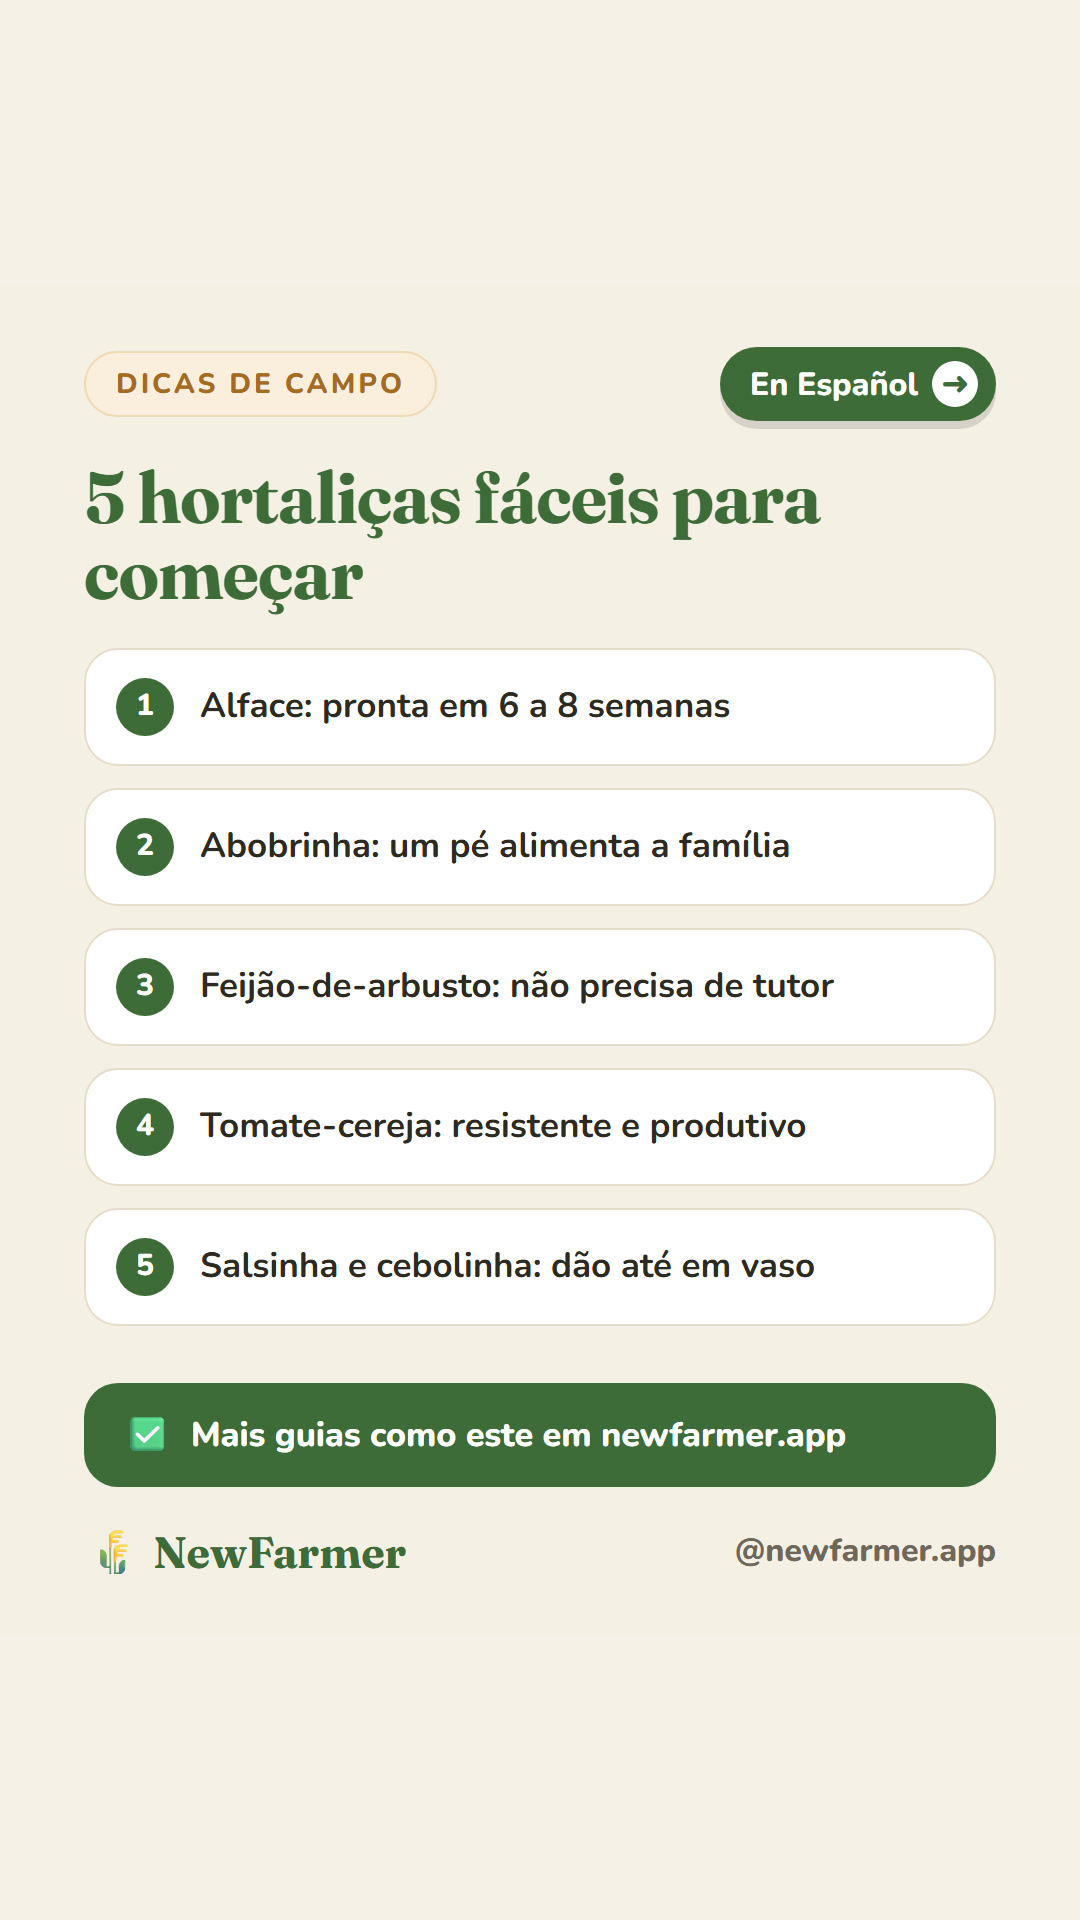 DICAS DE CAMPO
En Español ➜
5 hortaliças fáceis para
começar
1 Alface: pronta em 6 a 8 semanas
2 Abobrinha: um pé alimenta a família
3 Feijão-de-arbusto: não precisa de tutor
4 Tomate-cereja: resistente e produtivo
5 Salsinha e cebolinha: dão até em vaso
✅ Mais guias como este em newfarmer.app
NewFarmer
@newfarmer.app